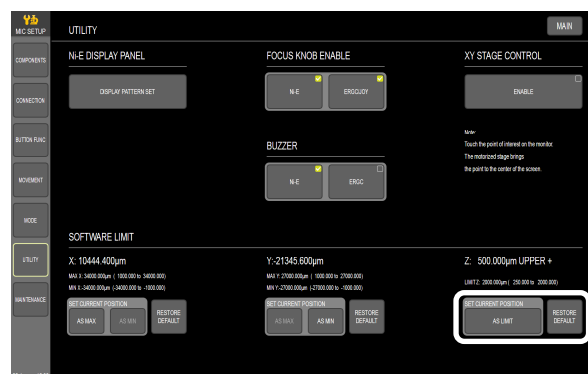 MIC SETUP
UTILITY
MAIN
COMPONENTS
CONNECTION
BUTTON FUNC.
MOVEMENT
MODE
UTILITY
MAINTENANCE
Ni-E DISPLAY PANEL
DISPLAY PATTERN SET
FOCUS KNOB ENABLE
Ni-E
ERGO/JOY
BUZZER
Ni-E
ERGO
XY STAGE CONTROL
ENABLE
Note:
Touch the point of interest on the monitor.
The motorized stage brings
the point to the center of the screen.
SOFTWARE LIMIT
X: 10444.400μm
MAX X: 34000.000μm ( 1000.000 to 34000.000)
MIN X:-34000.000μm (-34000.000 to -1000.000)
SET CURRENT POSITION
AS MAX
AS MIN
RESTORE
DEFAULT
Y:-21345.600μm
MAX Y: 27000.000μm ( 1000.000 to 27000.000)
MIN Y:-27000.000μm (-27000.000 to -1000.000)
SET CURRENT POSITION
AS MAX
AS MIN
RESTORE
DEFAULT
Z: 500.000μm UPPER +
LIMIT Z: 2000.000μm ( 250.000 to 2000.000)
SET CURRENT POSITION
AS LIMIT
RESTORE
DEFAULT